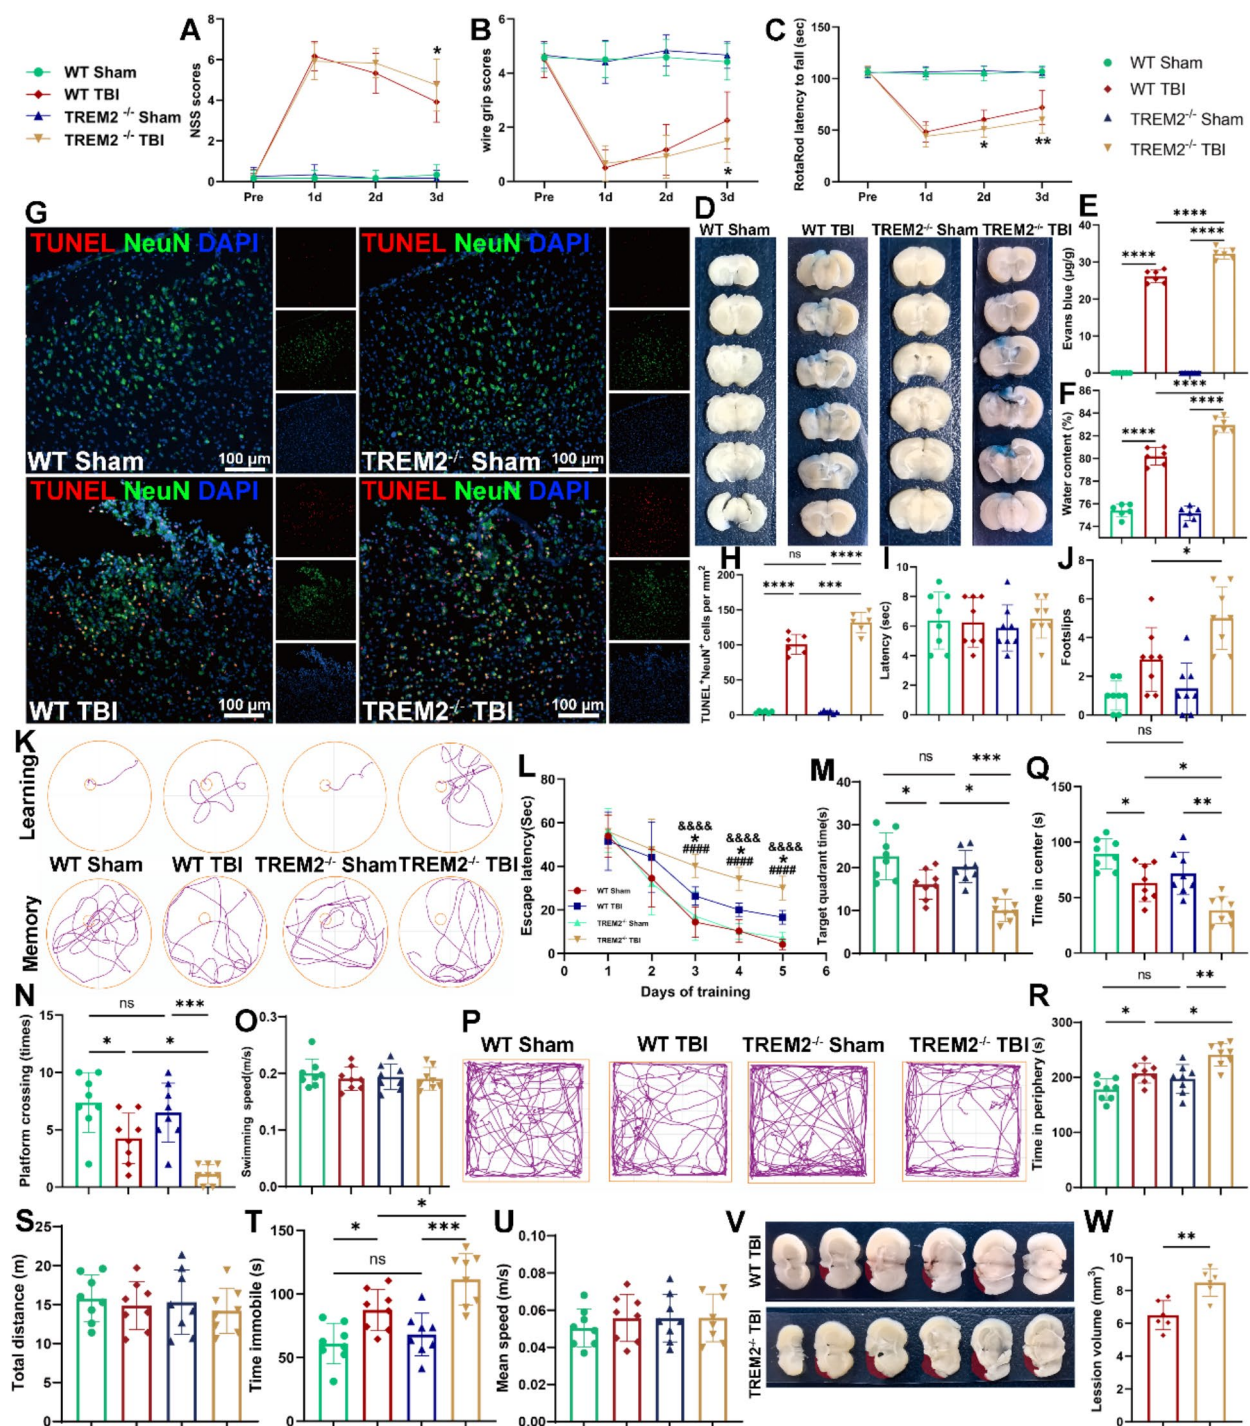 A
B
C
WT Sham
WT TBI
TREM2 -/- Sham
TREM2 -/- TBI
NSS scores
8
6
4
2
0
*
Pre 1d 2d 3d
wire grip scores
6
4
2
0
*
Pre 1d 2d 3d
RotaRod latency to fall (sec)
150
100
50
0
* **
Pre 1d 2d 3d
WT Sham
WT TBI
TREM2-/- Sham
TREM2-/- TBI
G
TUNEL NeuN DAPI
WT Sham
100 µm
TUNEL NeuN DAPI
TREM2-/- Sham
100 µm
TUNEL NeuN DAPI
WT TBI
100 µm
TUNEL NeuN DAPI
TREM2-/- TBI
100 µm
D
WT Sham WT TBI TREM2-/- Sham TREM2-/- TBI
E
Evans blue (µg/g)
40
30
20
10
0
****
****
****
F
Water content (%)
86
84
82
80
78
76
74
****
****
****
H
TUNEL+NeuN+ cells per mm2
200
150
100
50
0
ns ****
**** ***
I
Latency (sec)
10
8
6
4
2
0
J
Footslips
8
6
4
2
0
*
K
Learning
WT Sham WT TBI TREM2-/- Sham TREM2-/- TBI
Memory
L
Escape latency(Sec)
80
60
40
20
0
&&&& &&&& &&&&
* * *
#### #### ####
WT Sham
WT TBI
TREM2-/- Sham
TREM2-/- TBI
0 1 2 3 4 5 6
Days of training
M
Target quadrant time(s)
40
30
20
10
0
ns ***
* *
Q
Time in center (s)
150
100
50
0
ns
*
* **
N
Platform crossing (times)
15
10
5
0
ns ***
* *
O
Swimming speed(m/s)
0.3
0.2
0.1
0.0
P
WT Sham WT TBI TREM2-/- Sham TREM2-/- TBI
R
Time in periphery (s)
300
200
100
0
ns **
* *
S
Total distance (m)
25
20
15
10
5
0
T
Time immobile (s)
150
100
50
0
*
* ***
ns
U
Mean speed (m/s)
0.10
0.08
0.06
0.04
0.02
0.00
V
WT TBI
TREM2-/- TBI
W
Lession volume (mm3)
10
8
6
4
2
0
**